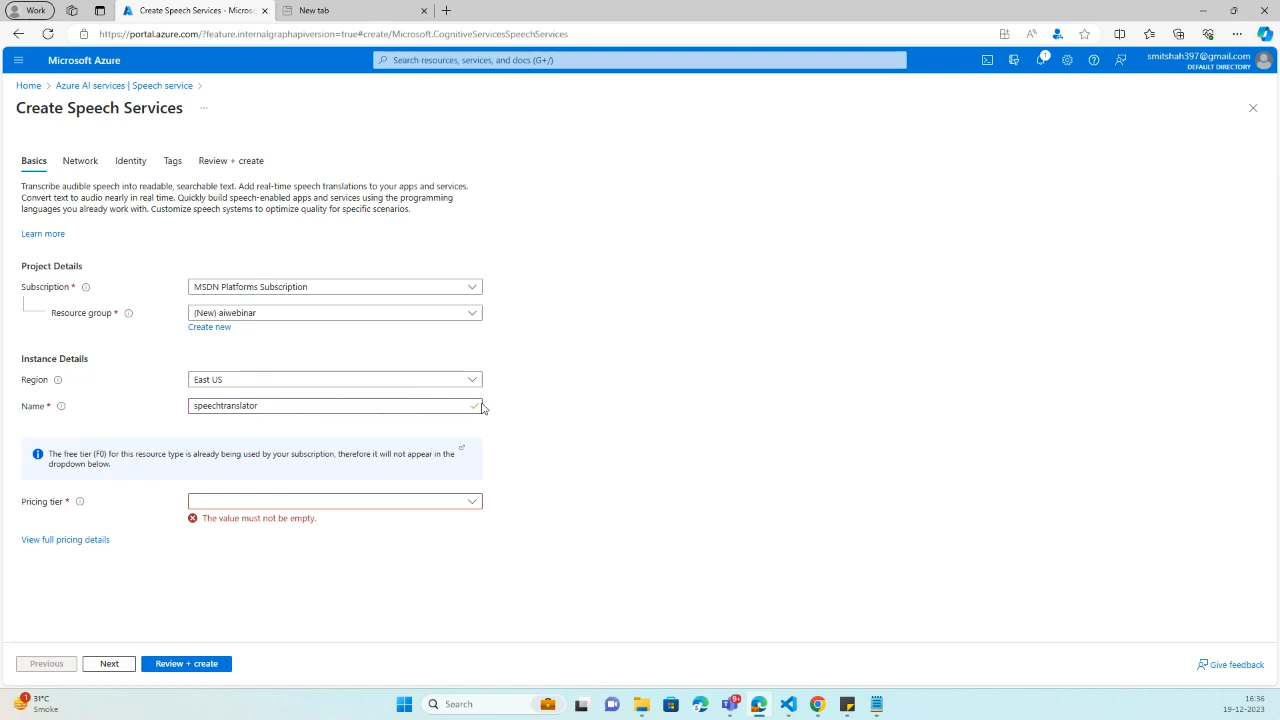 Work
Create Speech Services - Micros
New tab
https://portal.azure.com/?feature.internalgraphapiversion=true#create/Microsoft.CognitiveServicesSpeechServices
Microsoft Azure
Search resources, services, and docs (G+/)
1
smitshah397@gmail.com
DEFAULT DIRECTORY
Home > Azure AI services | Speech service >
Create Speech Services ...
Basics Network Identity Tags Review + create
Transcribe audible speech into readable, searchable text. Add real-time speech translations to your apps and services.
Convert text to audio nearly in real time. Quickly build speech-enabled apps and services using the programming
languages you already work with. Customize speech systems to optimize quality for specific scenarios.
Learn more
Project Details
Subscription * MSDN Platforms Subscription
Resource group * (New) aiwebinar
Create new
Instance Details
Region East US
Name * speechtranslator
The free tier (F0) for this resource type is already being used by your subscription, therefore it will not appear in the
dropdown below.
Pricing tier *
The value must not be empty.
View full pricing details
Previous Next Review + create
Give feedback
1 31°C
Smoke
Search
9+
16:36
19-12-2023